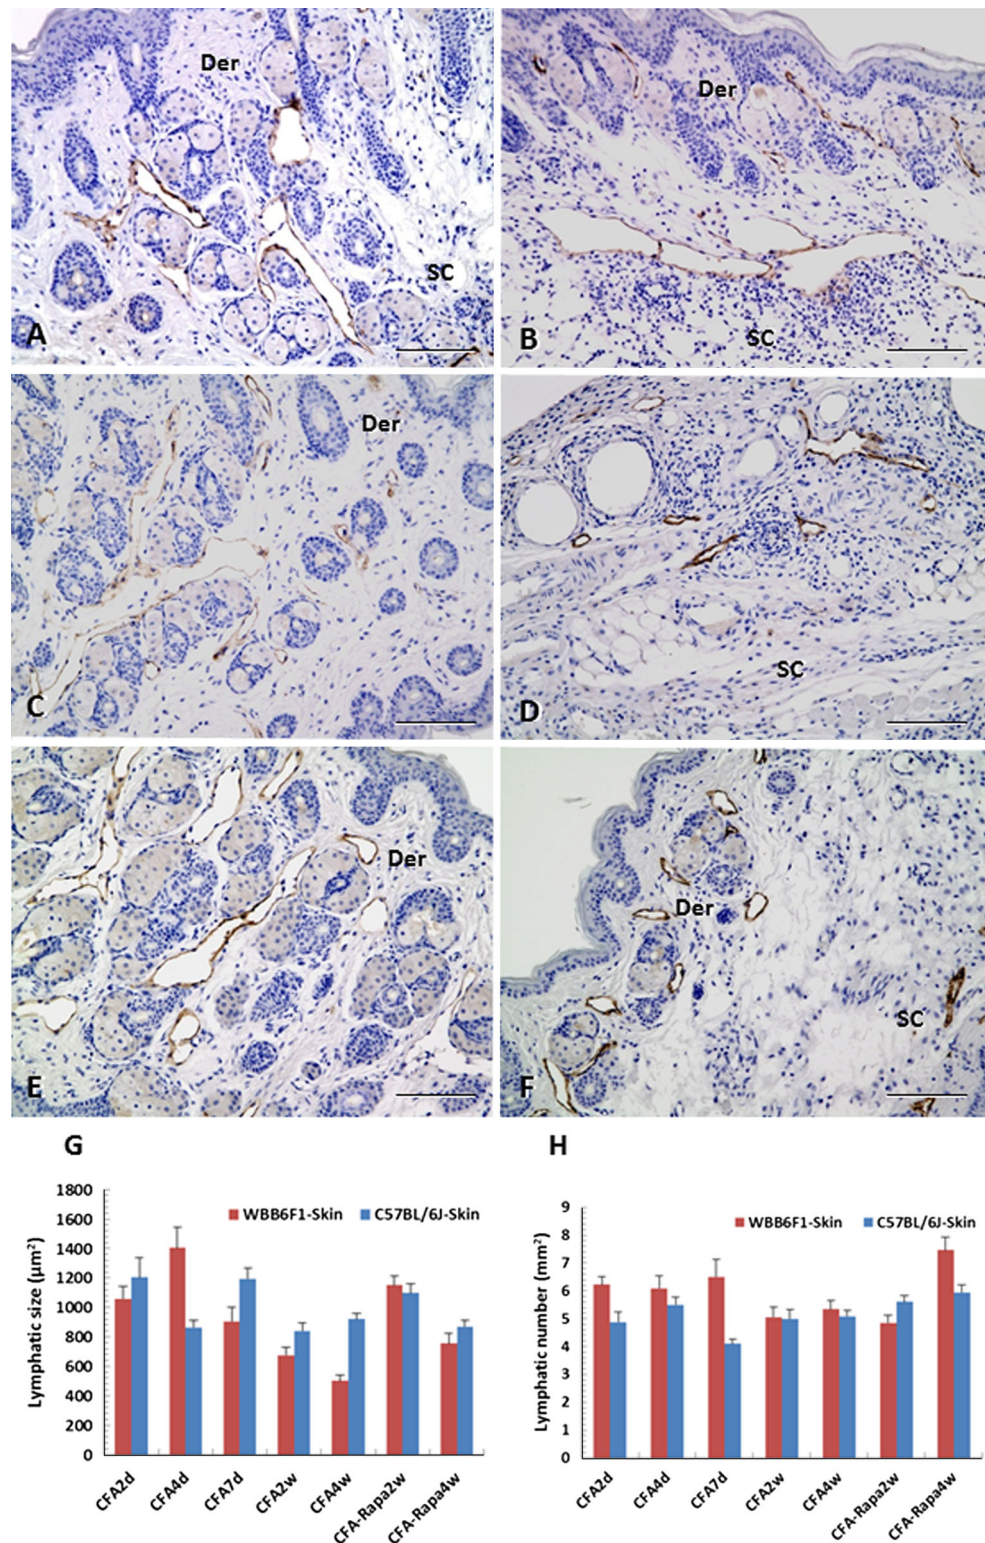 Der
SC
A
Der
SC
B
Der
C
SC
D
Der
E
Der
SC
F
G
Lymphatic size (µm²)
1800
1600
1400
1200
1000
800
600
400
200
0
WBB6F1-Skin
C57BL/6J-Skin
CFA2d
CFA4d
CFA7d
CFA2w
CFA4w
CFA-Rapa2w
CFA-Rapa4w
H
Lymphatic number (mm²)
9
8
7
6
5
4
3
2
1
0
WBB6F1-Skin
C57BL/6J-Skin
CFA2d
CFA4d
CFA7d
CFA2w
CFA4w
CFA-Rapa2w
CFA-Rapa4w